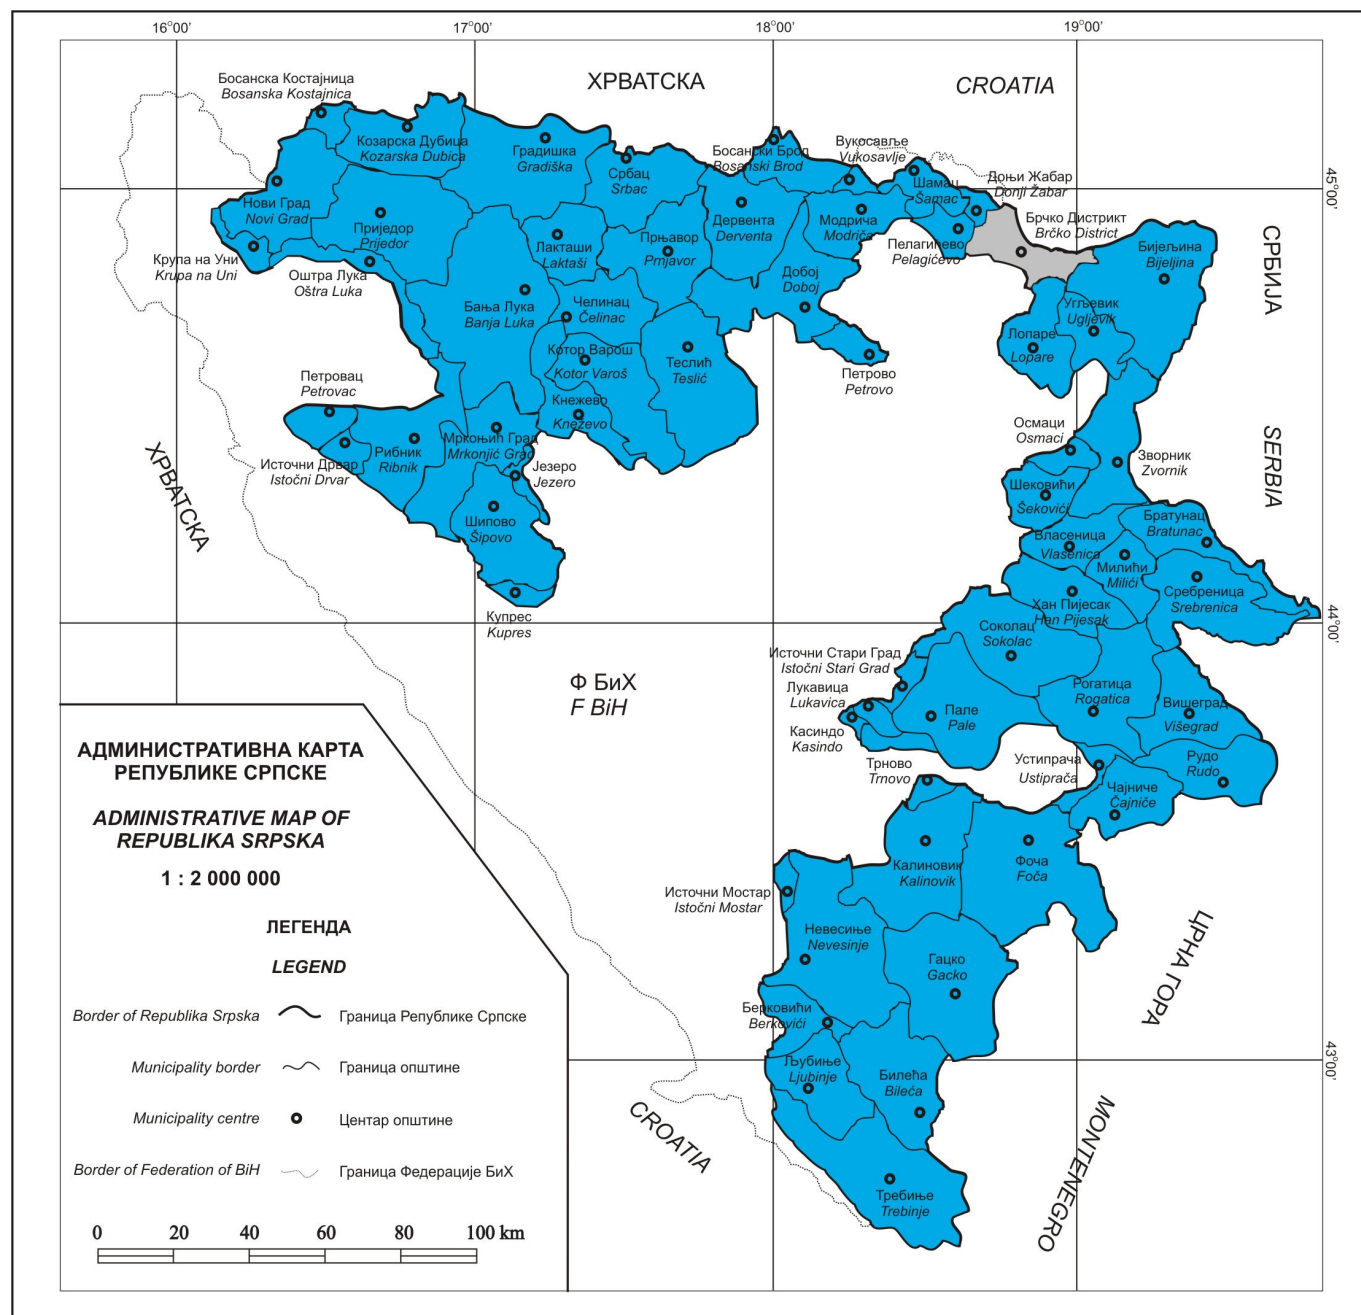 16°00'
17°00'
18°00'
19°00'
ХРВАТСКА
CROATIA
Босанска Костајница
Bosanska Kostajnica
Козарска Дубица
Kozarska Dubica
Градишка
Gradiška
Србац
Srbac
Босански Брод
Bosanski Brod
Вукосавље
Vukosavlje
Шамац
Šamac
Доњи Жабар
Donji Žabar
45°00'
Нови Град
Novi Grad
Приједор
Prijedor
Лакташи
Laktaši
Прњавор
Prnjavor
Дервента
Derventa
Модрича
Modriča
Пелагићево
Pelagićevo
Брчко Дистрикт
Brčko District
Бијељина
Bijeljina
СРБИЈА
Крупа на Уни
Krupa na Uni
Оштра Лука
Oštra Luka
Бања Лука
Banja Luka
Челинац
Čelinac
Добој
Doboj
Угљевик
Ugljevik
Лопаре
Lopare
Котор Варош
Kotor Varoš
Теслић
Teslić
Петрово
Petrovo
Петровац
Petrovac
Кнежево
Kneževo
Осмаци
Osmaci
SERBIA
ХРВАТСКА
Источни Дрвар
Istočni Drvar
Рибник
Ribnik
Мркоњић Град
Mrkonjić Grad
Језеро
Jezero
Зворник
Zvornik
Шековићи
Šekovići
Шипово
Šipovo
Власеница
Vlasenica
Братунац
Bratunac
Милићи
Milići
Сребреница
Srebrenica
Хан Пијесак
Han Pijesak
Купрес
Kupres
44°00'
Соколац
Sokolac
Источни Стари Град
Istočni Stari Grad
Ф БиХ
F BiH
Лукавица
Lukavica
Касиндо
Kasindo
Пале
Pale
Рогатица
Rogatica
Вишеград
Višegrad
Трново
Trnovo
Устипрача
Ustiprača
Рудо
Rudo
Чајниче
Čajniče
Калиновик
Kalinovik
Фоча
Foča
Источни Мостар
Istočni Mostar
Невесиње
Nevesinje
Гацко
Gacko
ЦРНА ГОРА
Берковићи
Berkovići
43°00'
Љубиње
Ljubinje
Билећа
Bileća
CROATIA
MONTENEGRO
Требиње
Trebinje
АДМИНИСТРАТИВНА КАРТА
РЕПУБЛИКЕ СРПСКЕ
ADMINISTRATIVE MAP OF
REPUBLIKA SRPSKA
1 : 2 000 000
ЛЕГЕНДА
LEGEND
Border of Republika Srpska Граница Републике Српске
Municipality border Граница општине
Municipality centre Центар општине
Border of Federation of BiH Граница Федерације БиХ
0 20 40 60 80 100 km